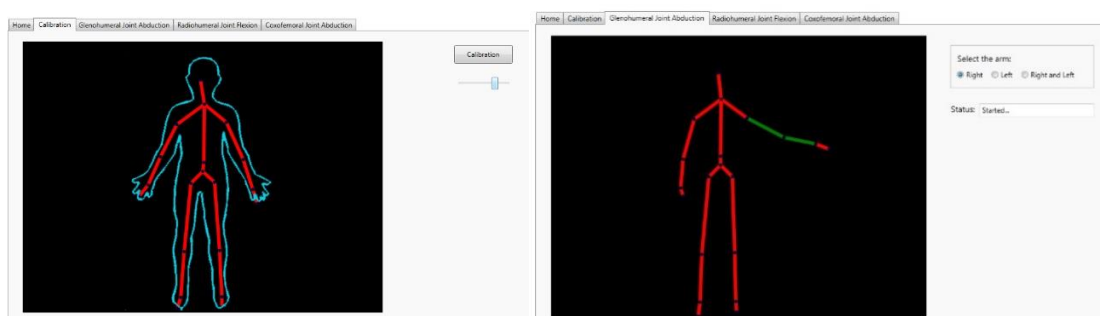 Home Calibration Glenohumeral Joint Abduction Radiohumeral Joint Flexion Coxofemoral Joint Abduction
Calibration
Home Calibration Glenohumeral Joint Abduction Radiohumeral Joint Flexion Coxofemoral Joint Abduction
Select the arm:
Right Left Right and Left
Status: Started...